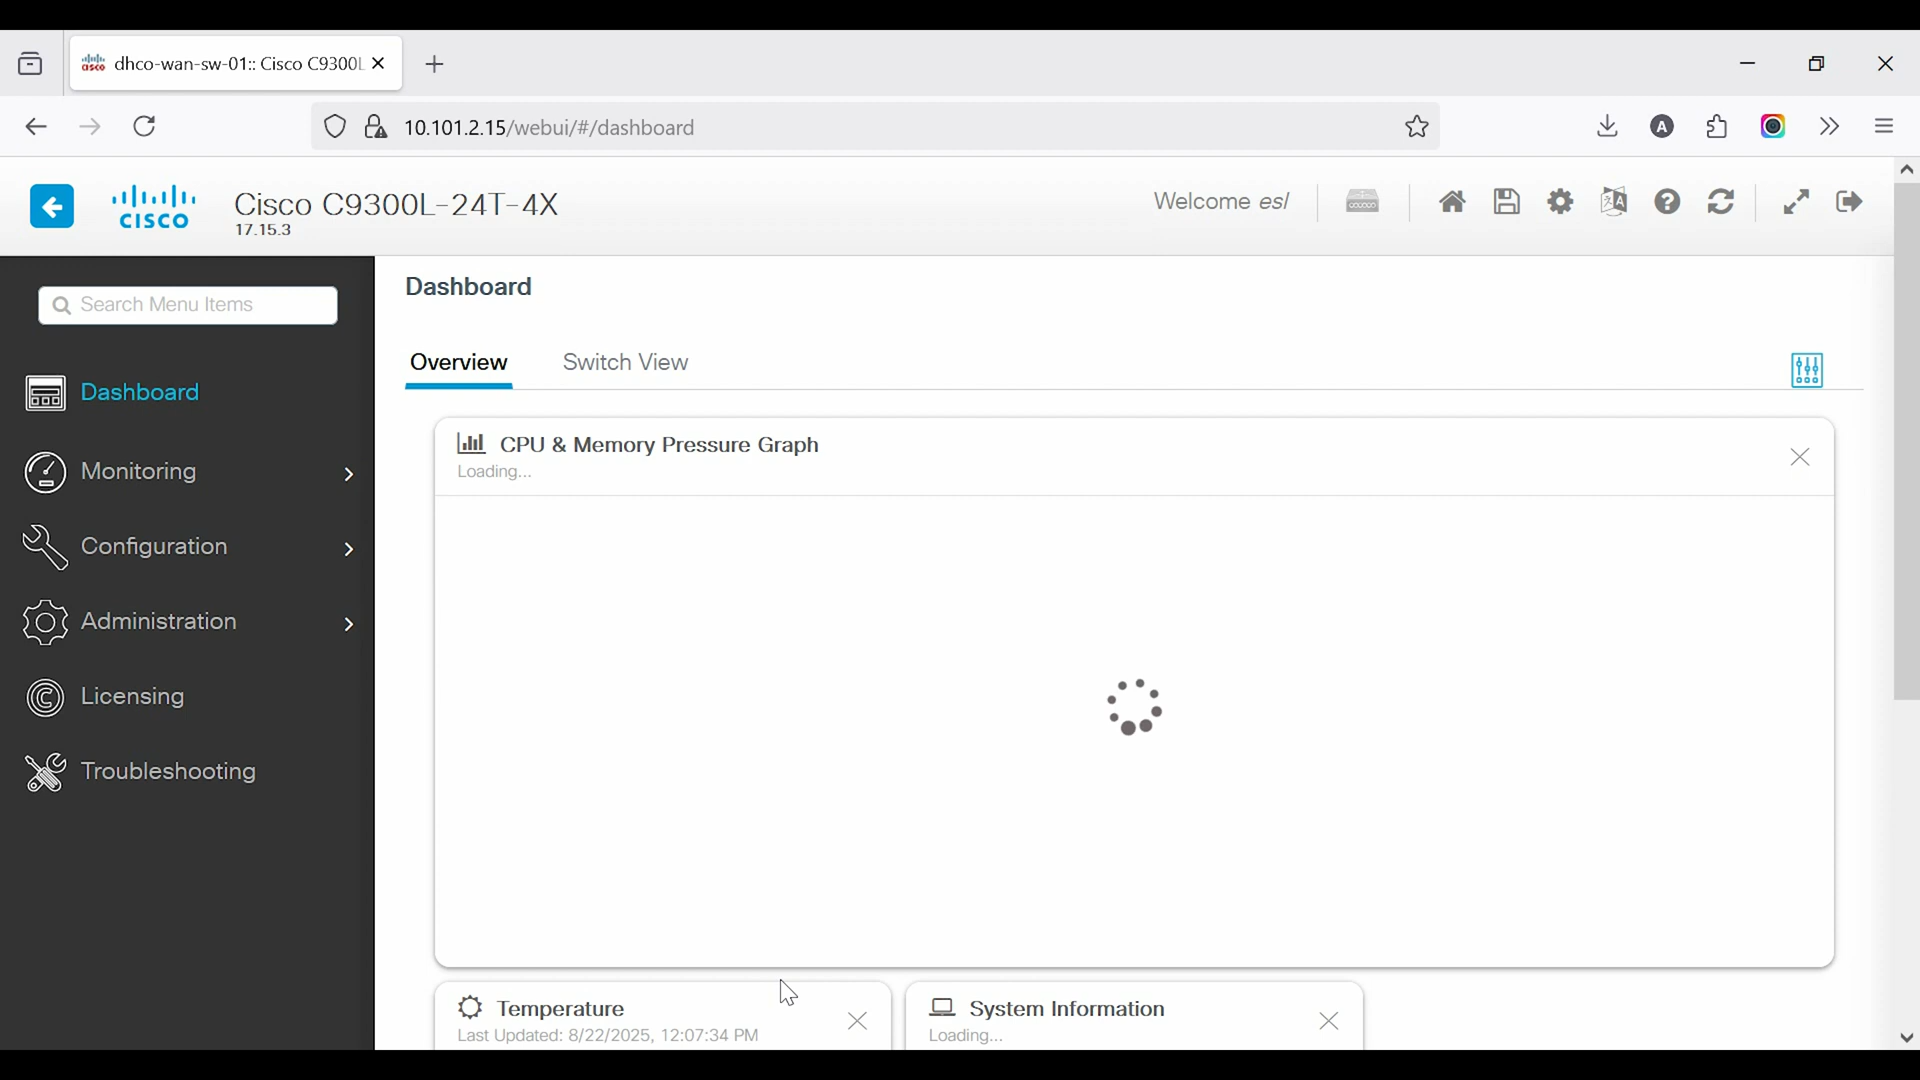 dhco-wan-sw-01:: Cisco C9300L
10.101.2.15/webui/#/dashboard
A
CISCO
Cisco C9300L-24T-4X
17.15.3
Welcome esl
Search Menu Items
Dashboard
Monitoring
Configuration
Administration
Licensing
Troubleshooting
Dashboard
Overview
Switch View
CPU & Memory Pressure Graph
Loading...
Temperature
Last Updated: 8/22/2025, 12:07:34 PM
System Information
Loading...